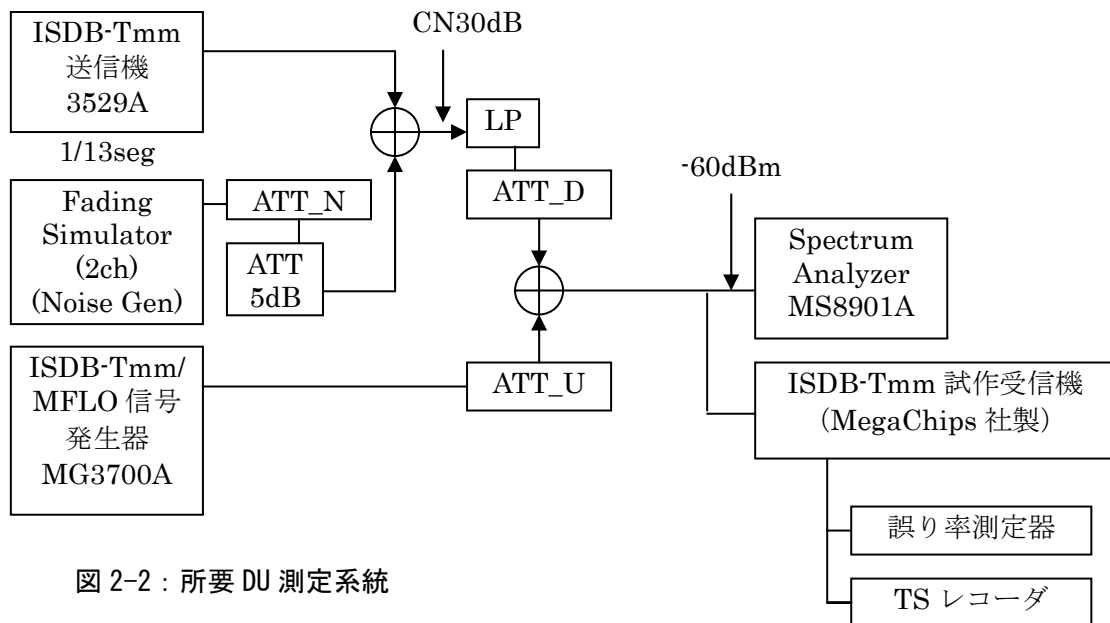 ISDB-Tmm
送信機
3529A
1/13seg
CN30dB
LP
ATT_D
-60dBm
Fading
Simulator
(2ch)
(Noise Gen)
ATT_N
ATT
5dB
Spectrum
Analyzer
MS8901A
ISDB-Tmm/
MFLO 信号
発生器
MG3700A
ATT_U
ISDB-Tmm 試作受信機
(MegaChips 社製)
誤り率測定器
TS レコーダ
図 2-2：所要 DU 測定系統